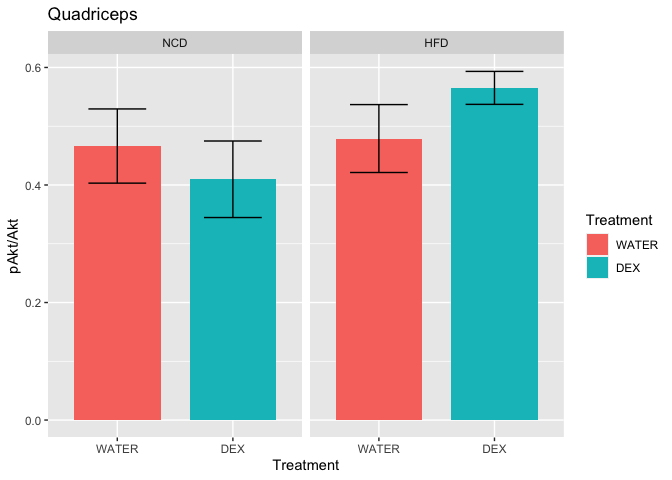 Quadriceps
NCD HFD
0.6
0.4
0.2
0.0
pAkt/Akt
WATER DEX WATER DEX
Treatment
Treatment
WATER
DEX